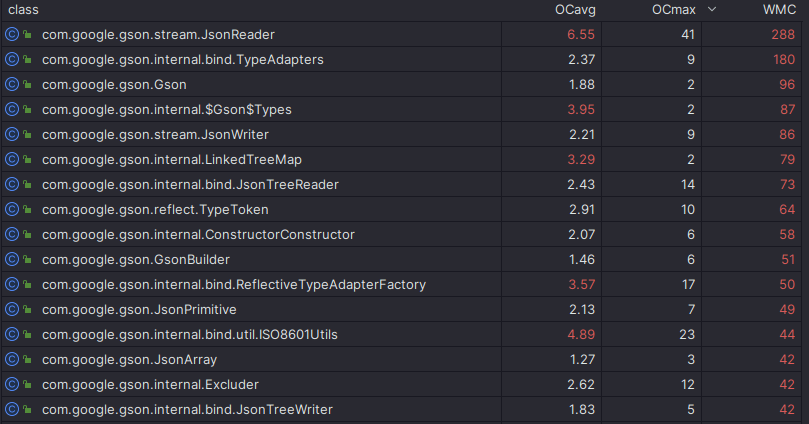 class OCavg OCmax WMC
com.google.gson.stream.JsonReader 6.55 41 288
com.google.gson.internal.bind.TypeAdapters 2.37 9 180
com.google.gson.Gson 1.88 2 96
com.google.gson.internal.$Gson$Types 3.95 2 87
com.google.gson.stream.JsonWriter 2.21 9 86
com.google.gson.internal.LinkedTreeMap 3.29 2 79
com.google.gson.internal.bind.JsonTreeReader 2.43 14 73
com.google.gson.reflect.TypeToken 2.91 10 64
com.google.gson.internal.ConstructorConstructor 2.07 6 58
com.google.gson.GsonBuilder 1.46 6 51
com.google.gson.internal.bind.ReflectiveTypeAdapterFactory 3.57 17 50
com.google.gson.JsonPrimitive 2.13 7 49
com.google.gson.internal.bind.util.ISO8601Utils 4.89 23 44
com.google.gson.JsonArray 1.27 3 42
com.google.gson.internal.Excluder 2.62 12 42
com.google.gson.internal.bind.JsonTreeWriter 1.83 5 42